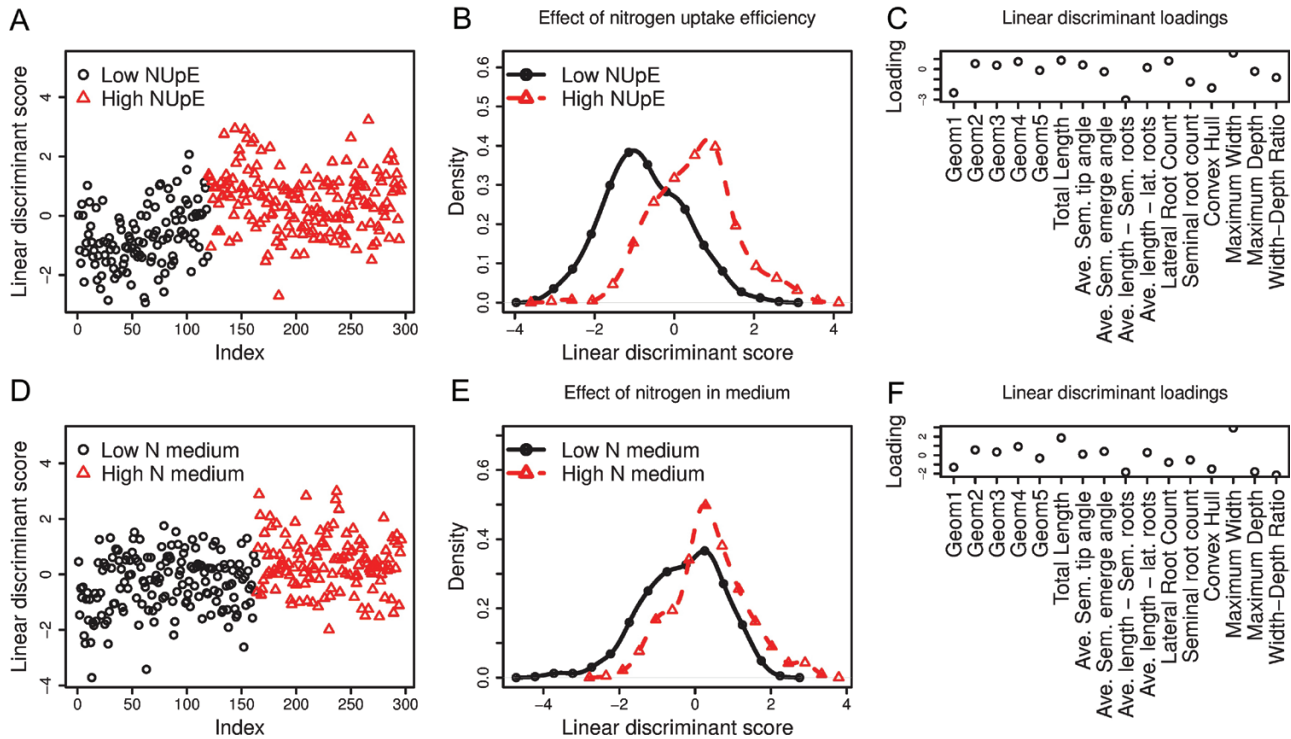 A
Linear discriminant score
4
2
0
−2
Low NUpE
High NUpE
0 50 100 150 200 250 300
Index
B
Effect of nitrogen uptake efficiency
Density
0.6
0.5
0.4
0.3
0.2
0.1
0.0
Low NUpE
High NUpE
−4 −2 0 2 4
Linear discriminant score
C
Linear discriminant loadings
Loading
0
−3
Geom1
Geom2
Geom3
Geom4
Geom5
Total Length
Ave. Sem. tip angle
Ave. Sem. emerge angle
Ave. length − Sem. roots
Ave. length − lat. roots
Lateral Root Count
Seminal root count
Convex Hull
Maximum Width
Maximum Depth
Width−Depth Ratio
D
Linear discriminant score
4
2
0
−2
−4
Low N medium
High N medium
0 50 100 150 200 250 300
Index
E
Effect of nitrogen in medium
Density
0.6
0.4
0.2
0.0
Low N medium
High N medium
−4 −2 0 2 4
Linear discriminant score
F
Linear discriminant loadings
Loading
2
−2
Geom1
Geom2
Geom3
Geom4
Geom5
Total Length
Ave. Sem. tip angle
Ave. Sem. emerge angle
Ave. length − Sem. roots
Ave. length − lat. roots
Lateral Root Count
Seminal root count
Convex Hull
Maximum Width
Maximum Depth
Width−Depth Ratio